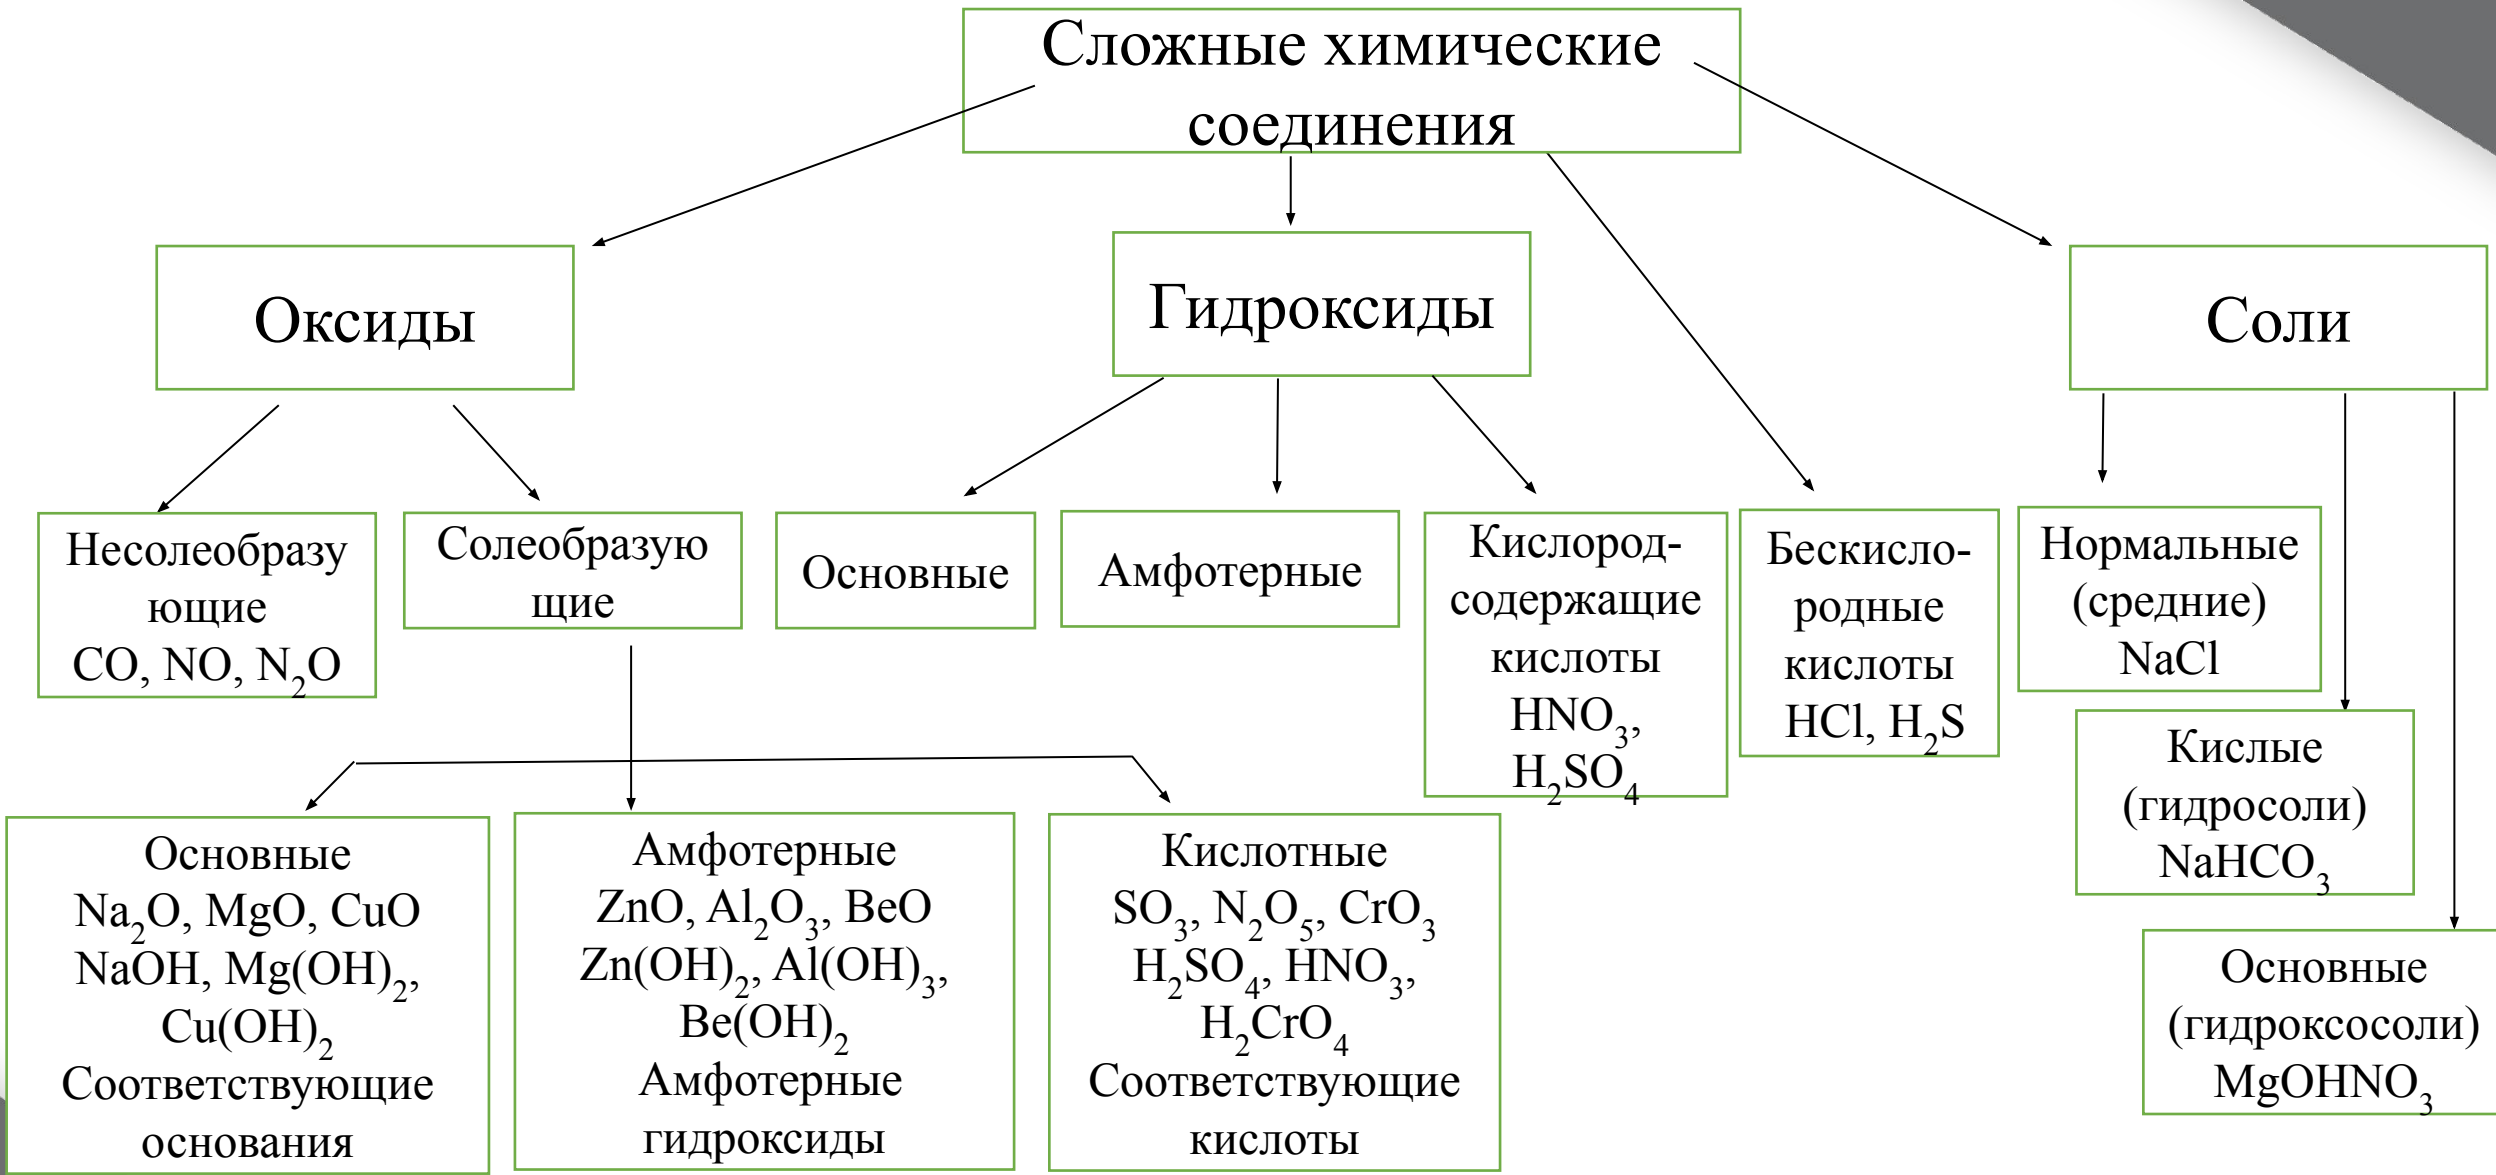 Сложные химические
соединения
Оксиды
Гидроксиды
Соли
Несолеобразу
ющие
CO, NO, N₂O
Солеобразую
щие
Основные
Амфотерные
Кислород-
содержащие
кислоты
HNO₃,
H₂SO₄
Бескисло-
родные
кислоты
HCl, H₂S
Нормальные
(средние)
NaCl
Кислые
(гидросоли)
NaHCO₃
Основные
(гидроксосоли)
MgOHNO₃
Основные
Na₂O, MgO, CuO
NaOH, Mg(OH)₂,
Cu(OH)₂
Соответствующие
основания
Амфотерные
ZnO, Al₂O₃, BeO
Zn(OH)₂, Al(OH)₃,
Be(OH)₂
Амфотерные
гидроксиды
Кислотные
SO₃, N₂O₅, CrO₃
H₂SO₄, HNO₃,
H₂CrO₄
Соответствующие
кислоты